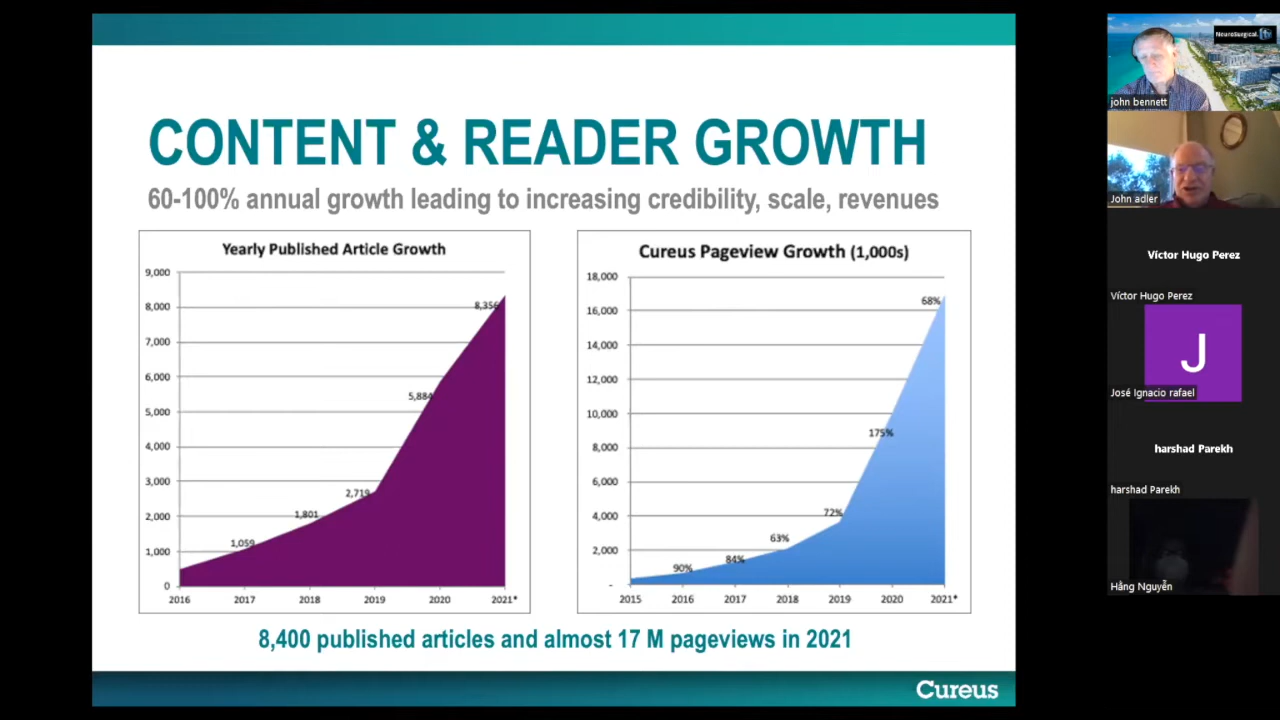 CONTENT & READER GROWTH
60-100% annual growth leading to increasing credibility, scale, revenues
Yearly Published Article Growth
9,000
8,000
7,000
6,000
5,000
4,000
3,000
2,000
1,000
0
1,059
1,801
2,719
5,884
8,356
2016 2017 2018 2019 2020 2021*
Cureus Pageview Growth (1,000s)
18,000
16,000
14,000
12,000
10,000
8,000
6,000
4,000
2,000
-
90%
84%
63%
72%
175%
68%
2015 2016 2017 2018 2019 2020 2021*
8,400 published articles and almost 17 M pageviews in 2021
Cureus
NeuroSurgical.tv
john bennett
John adler
Víctor Hugo Perez
Víctor Hugo Perez
J
José Ignacio rafael
harshad Parekh
harshad Parekh
Hằng Nguyễn